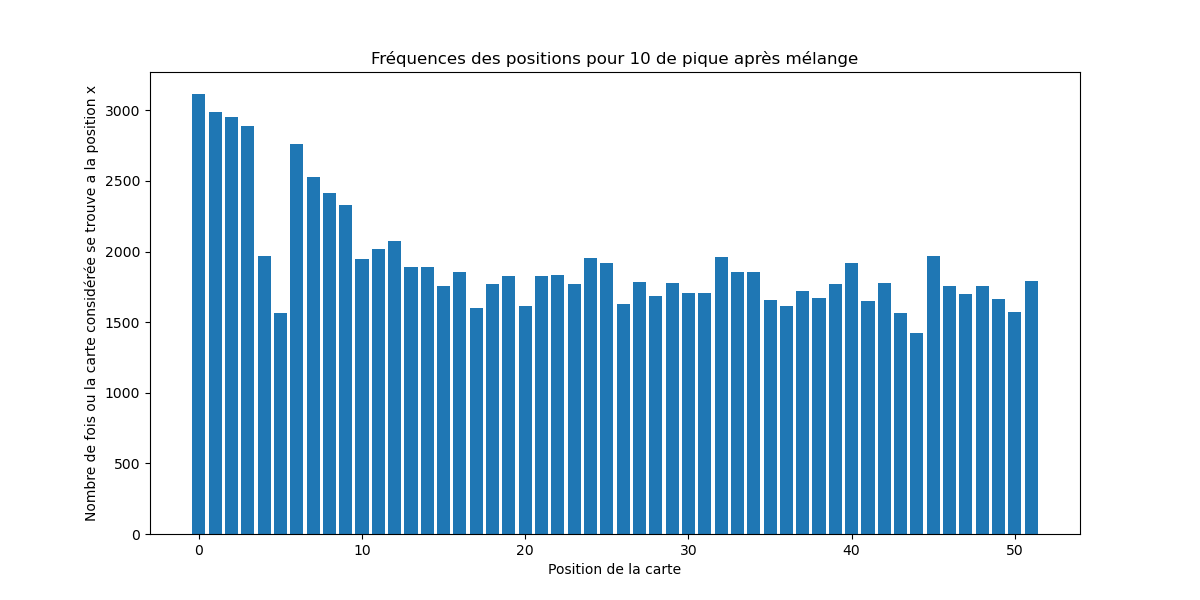 Fréquences des positions pour 10 de pique après mélange
Nombre de fois ou la carte considérée se trouve a la position x
3000
2500
2000
1500
1000
500
0
0 10 20 30 40 50
Position de la carte